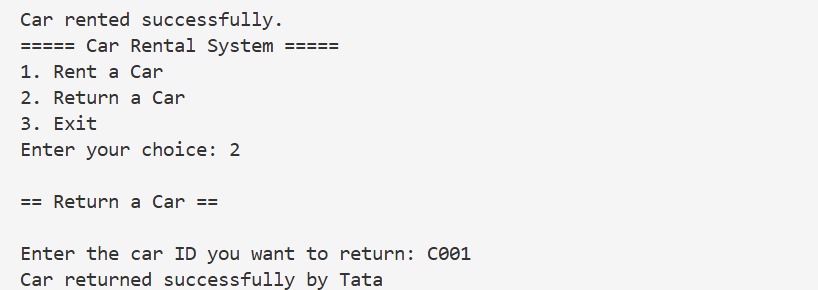 Car rented successfully.
===== Car Rental System =====
1. Rent a Car
2. Return a Car
3. Exit
Enter your choice: 2
== Return a Car ==
Enter the car ID you want to return: C001
Car returned successfully by Tata